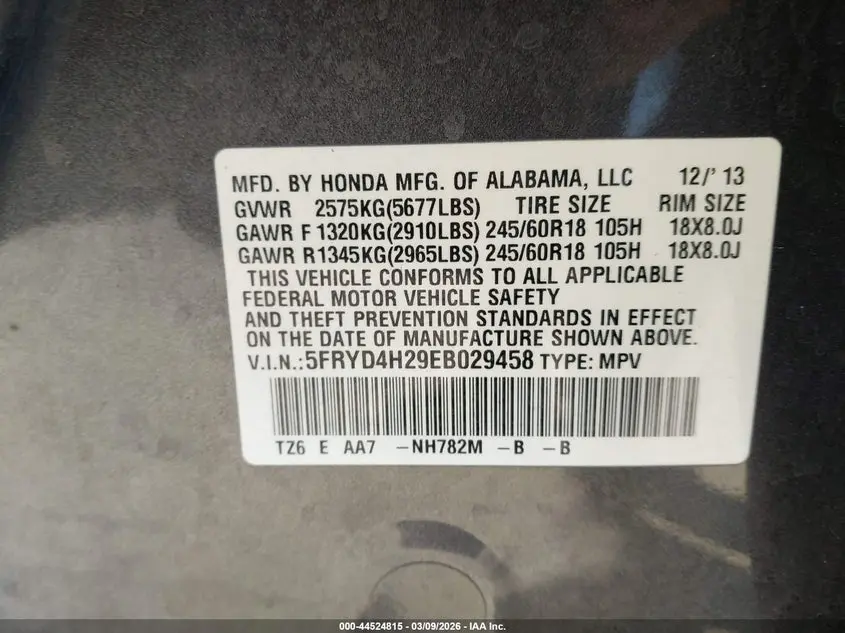 MFD. BY HONDA MFG. OF ALABAMA, LLC 12/'13
GVWR 2575KG(5677LBS) TIRE SIZE RIM SIZE
GAWR F 1320KG(2910LBS) 245/60R18 105H 18X8.0J
GAWR R1345KG(2965LBS) 245/60R18 105H 18X8.0J
THIS VEHICLE CONFORMS TO ALL APPLICABLE
FEDERAL MOTOR VEHICLE SAFETY
AND THEFT PREVENTION STANDARDS IN EFFECT
ON THE DATE OF MANUFACTURE SHOWN ABOVE.
V.I.N.:5FRYD4H29EB029458 TYPE: MPV
TZ6 E AA7 -NH782M -B -B
000-44524815 | 03/09/2026 | IAA Inc.